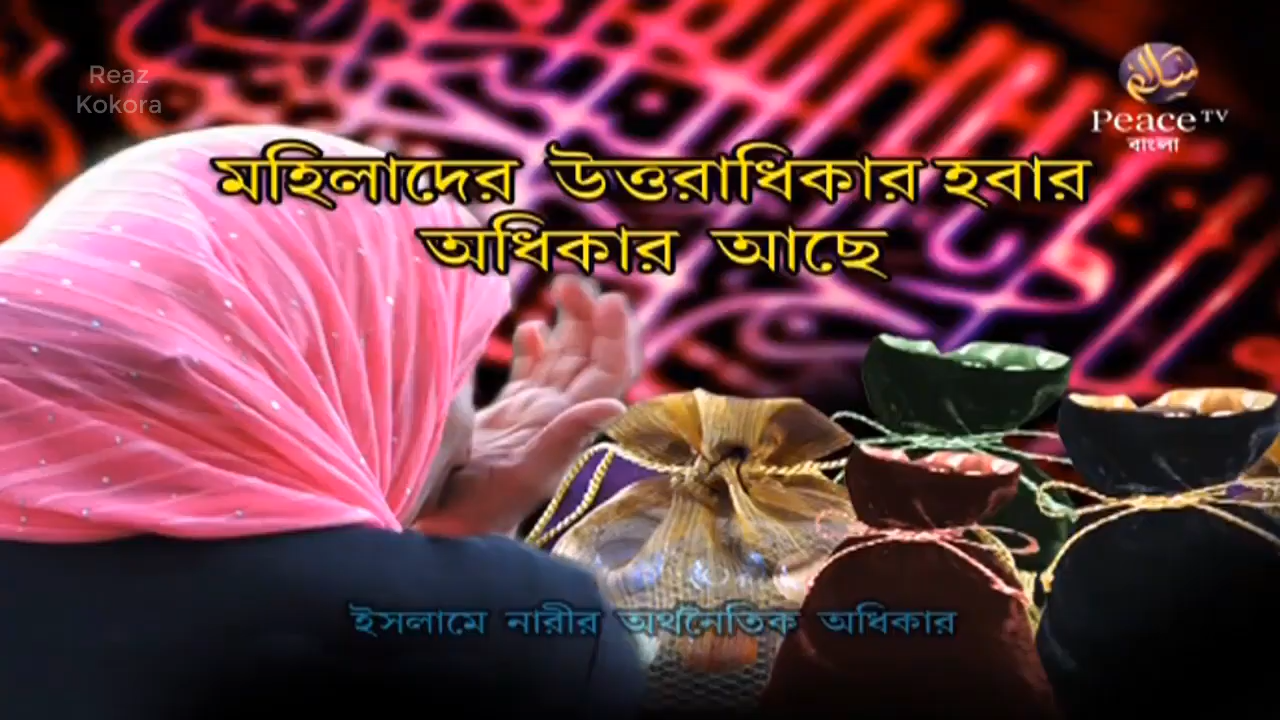 Reaz
Kokora
Peace TV
বাংলা
মহিলাদের উত্তরাধিকার হবার
অধিকার আছে
ইসলামে নারীর অর্থনৈতিক অধিকার